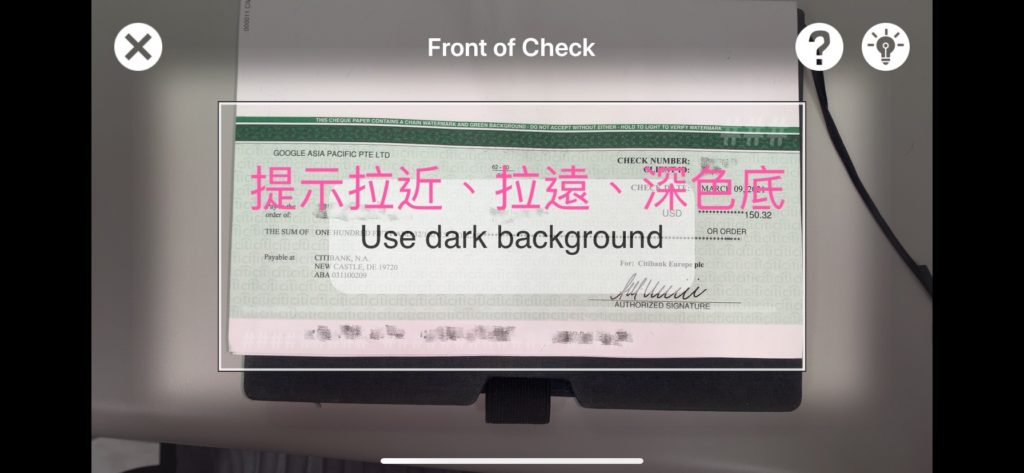 Front of Check
THIS CHEQUE PAPER CONTAINS A CHAIN WATERMARK AND GREEN BACKGROUND - DO NOT ACCEPT WITHOUT EITHER - HOLD TO LIGHT TO VERIFY WATERMARK
GOOGLE ASIA PACIFIC PTE LTD
CHECK NUMBER:
CLIENT ID:
提示拉近、拉遠、深色底
CHECK DATE: MARCH 09,
order of:
USD ************150.32
THE SUM OF ONE HUNDRED
OR ORDER
Use dark background
Payable at CITIBANK, N.A.
NEW CASTLE, DE 19720
ABA 031100209
For: Citibank Europe plc
AUTHORIZED SIGNATURE